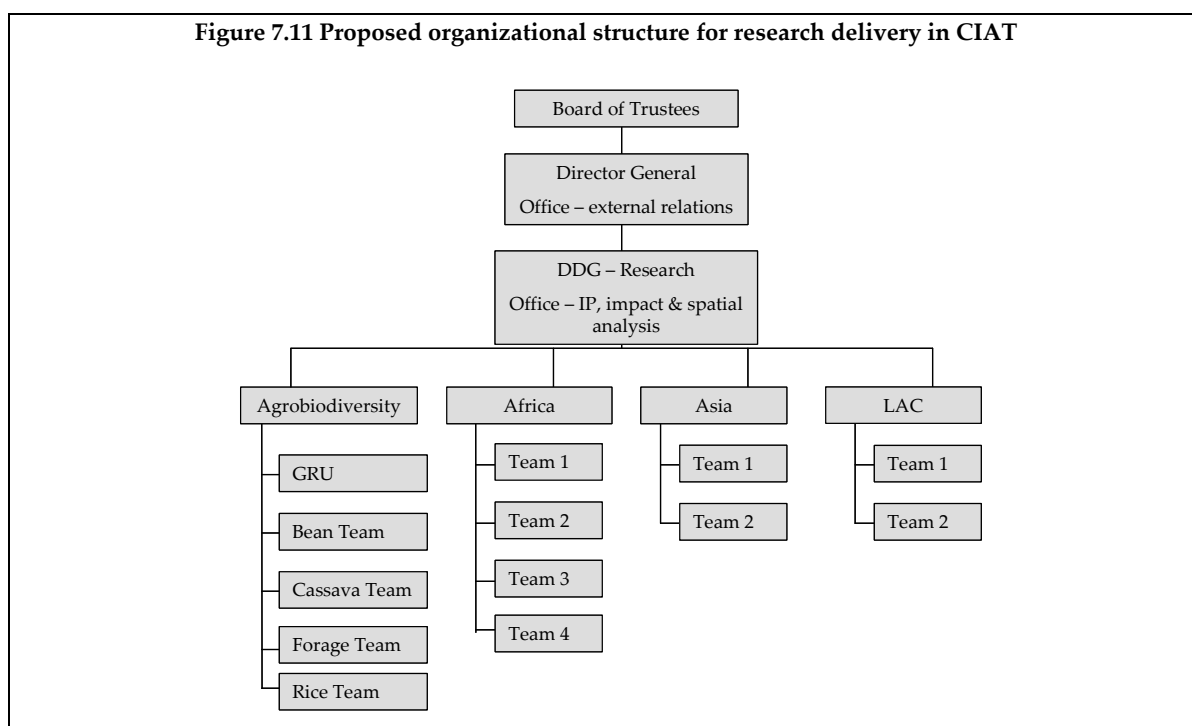 Figure 7.11 Proposed organizational structure for research delivery in CIAT
Board of Trustees
Director General
Office – external relations
DDG – Research
Office – IP, impact & spatial
analysis
Agrobiodiversity
GRU
Bean Team
Cassava Team
Forage Team
Rice Team
Africa
Team 1
Team 2
Team 3
Team 4
Asia
Team 1
Team 2
LAC
Team 1
Team 2